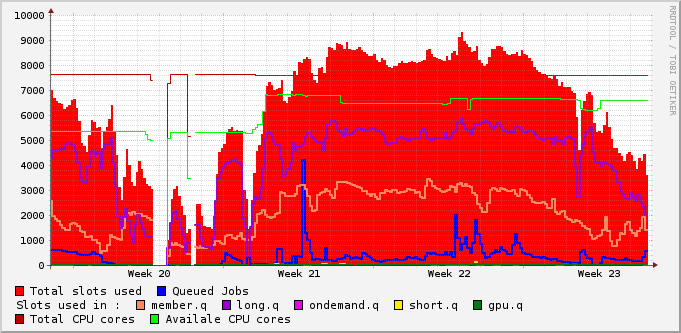 10000
9000
8000
7000
6000
5000
4000
3000
2000
1000
0
Week 20 Week 21 Week 22 Week 23
Total slots used Queued Jobs
Slots used in : member.q long.q ondemand.q short.q gpu.q
Total CPU cores Availale CPU cores
RRDTOOL / TOBI OETIKER